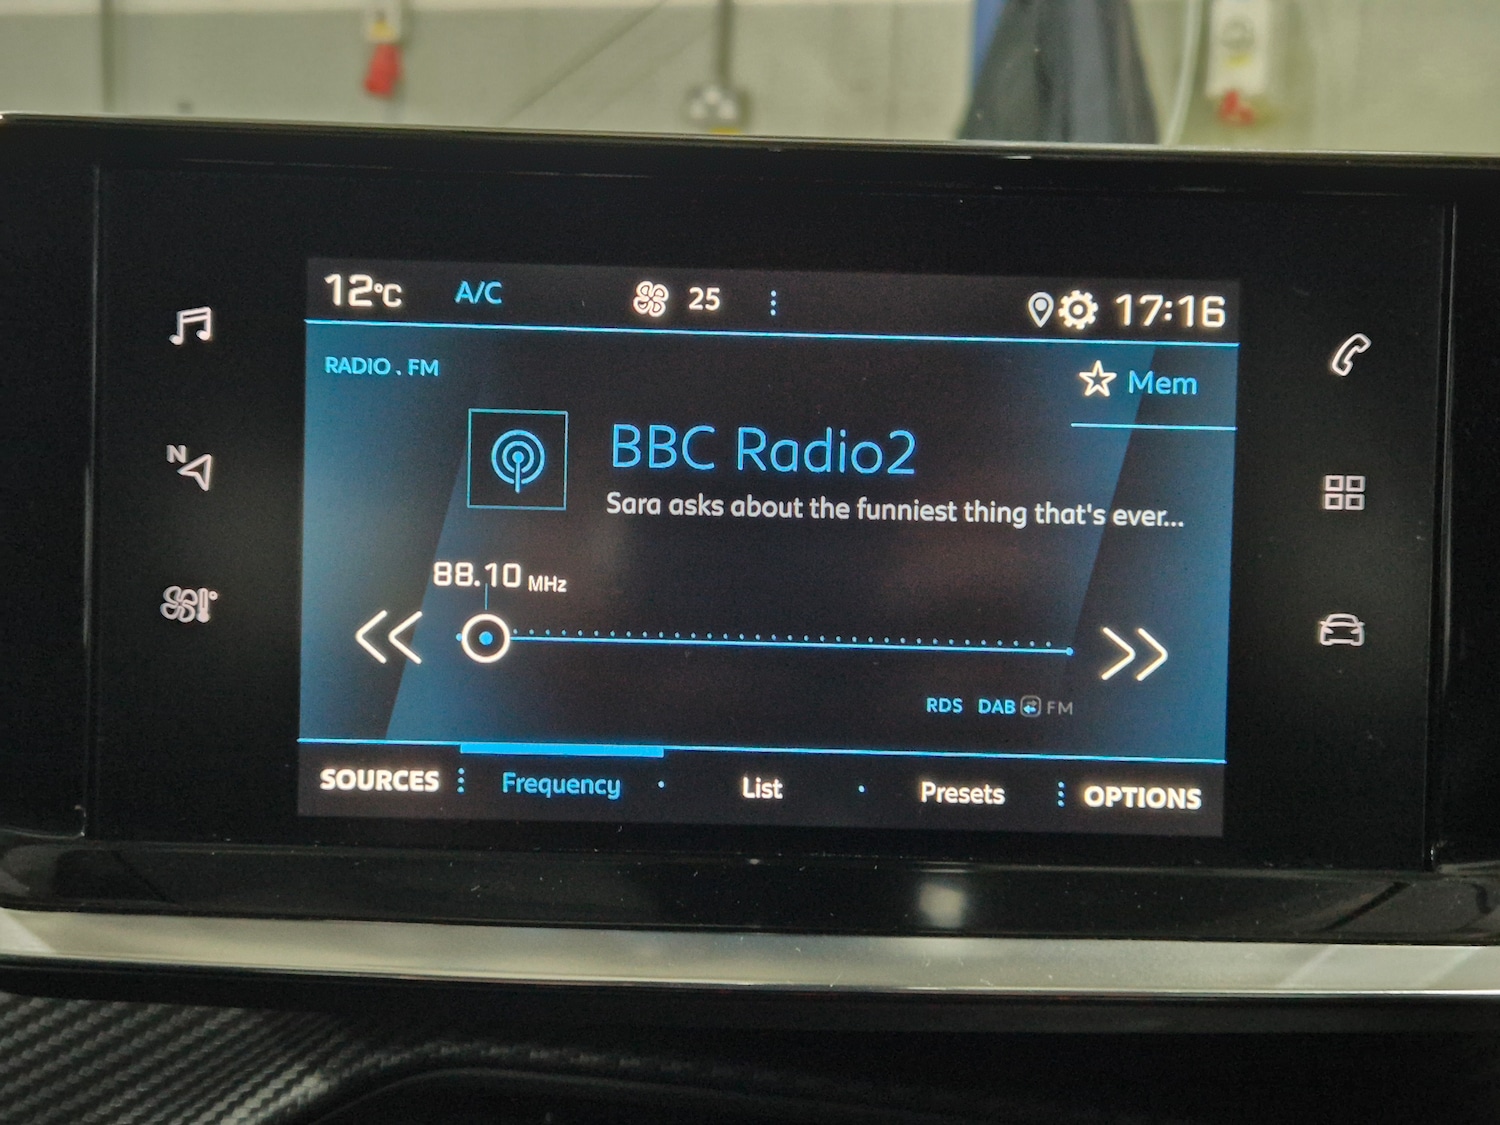 12°C A/C 25 17:16
RADIO . FM
Mem
BBC Radio2
Sara asks about the funniest thing that's ever...
88.10 MHz
N
RDS DAB FM
SOURCES Frequency List Presets OPTIONS